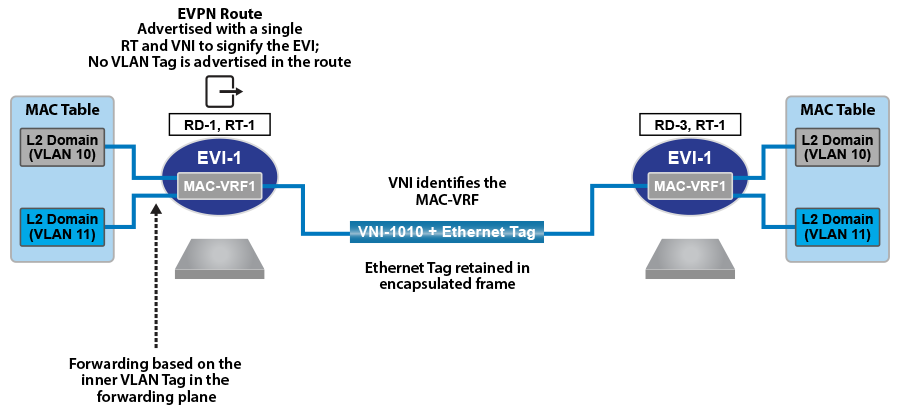 EVPN Route
Advertised with a single
RT and VNI to signify the EVI;
No VLAN Tag is advertised in the route
MAC Table
L2 Domain
(VLAN 10)
L2 Domain
(VLAN 11)
RD-1, RT-1
EVI-1
MAC-VRF1
VNI identifies the
MAC-VRF
VNI-1010 + Ethernet Tag
Ethernet Tag retained in
encapsulated frame
RD-3, RT-1
EVI-1
MAC-VRF1
MAC Table
L2 Domain
(VLAN 10)
L2 Domain
(VLAN 11)
Forwarding based on the
inner VLAN Tag in the
forwarding plane